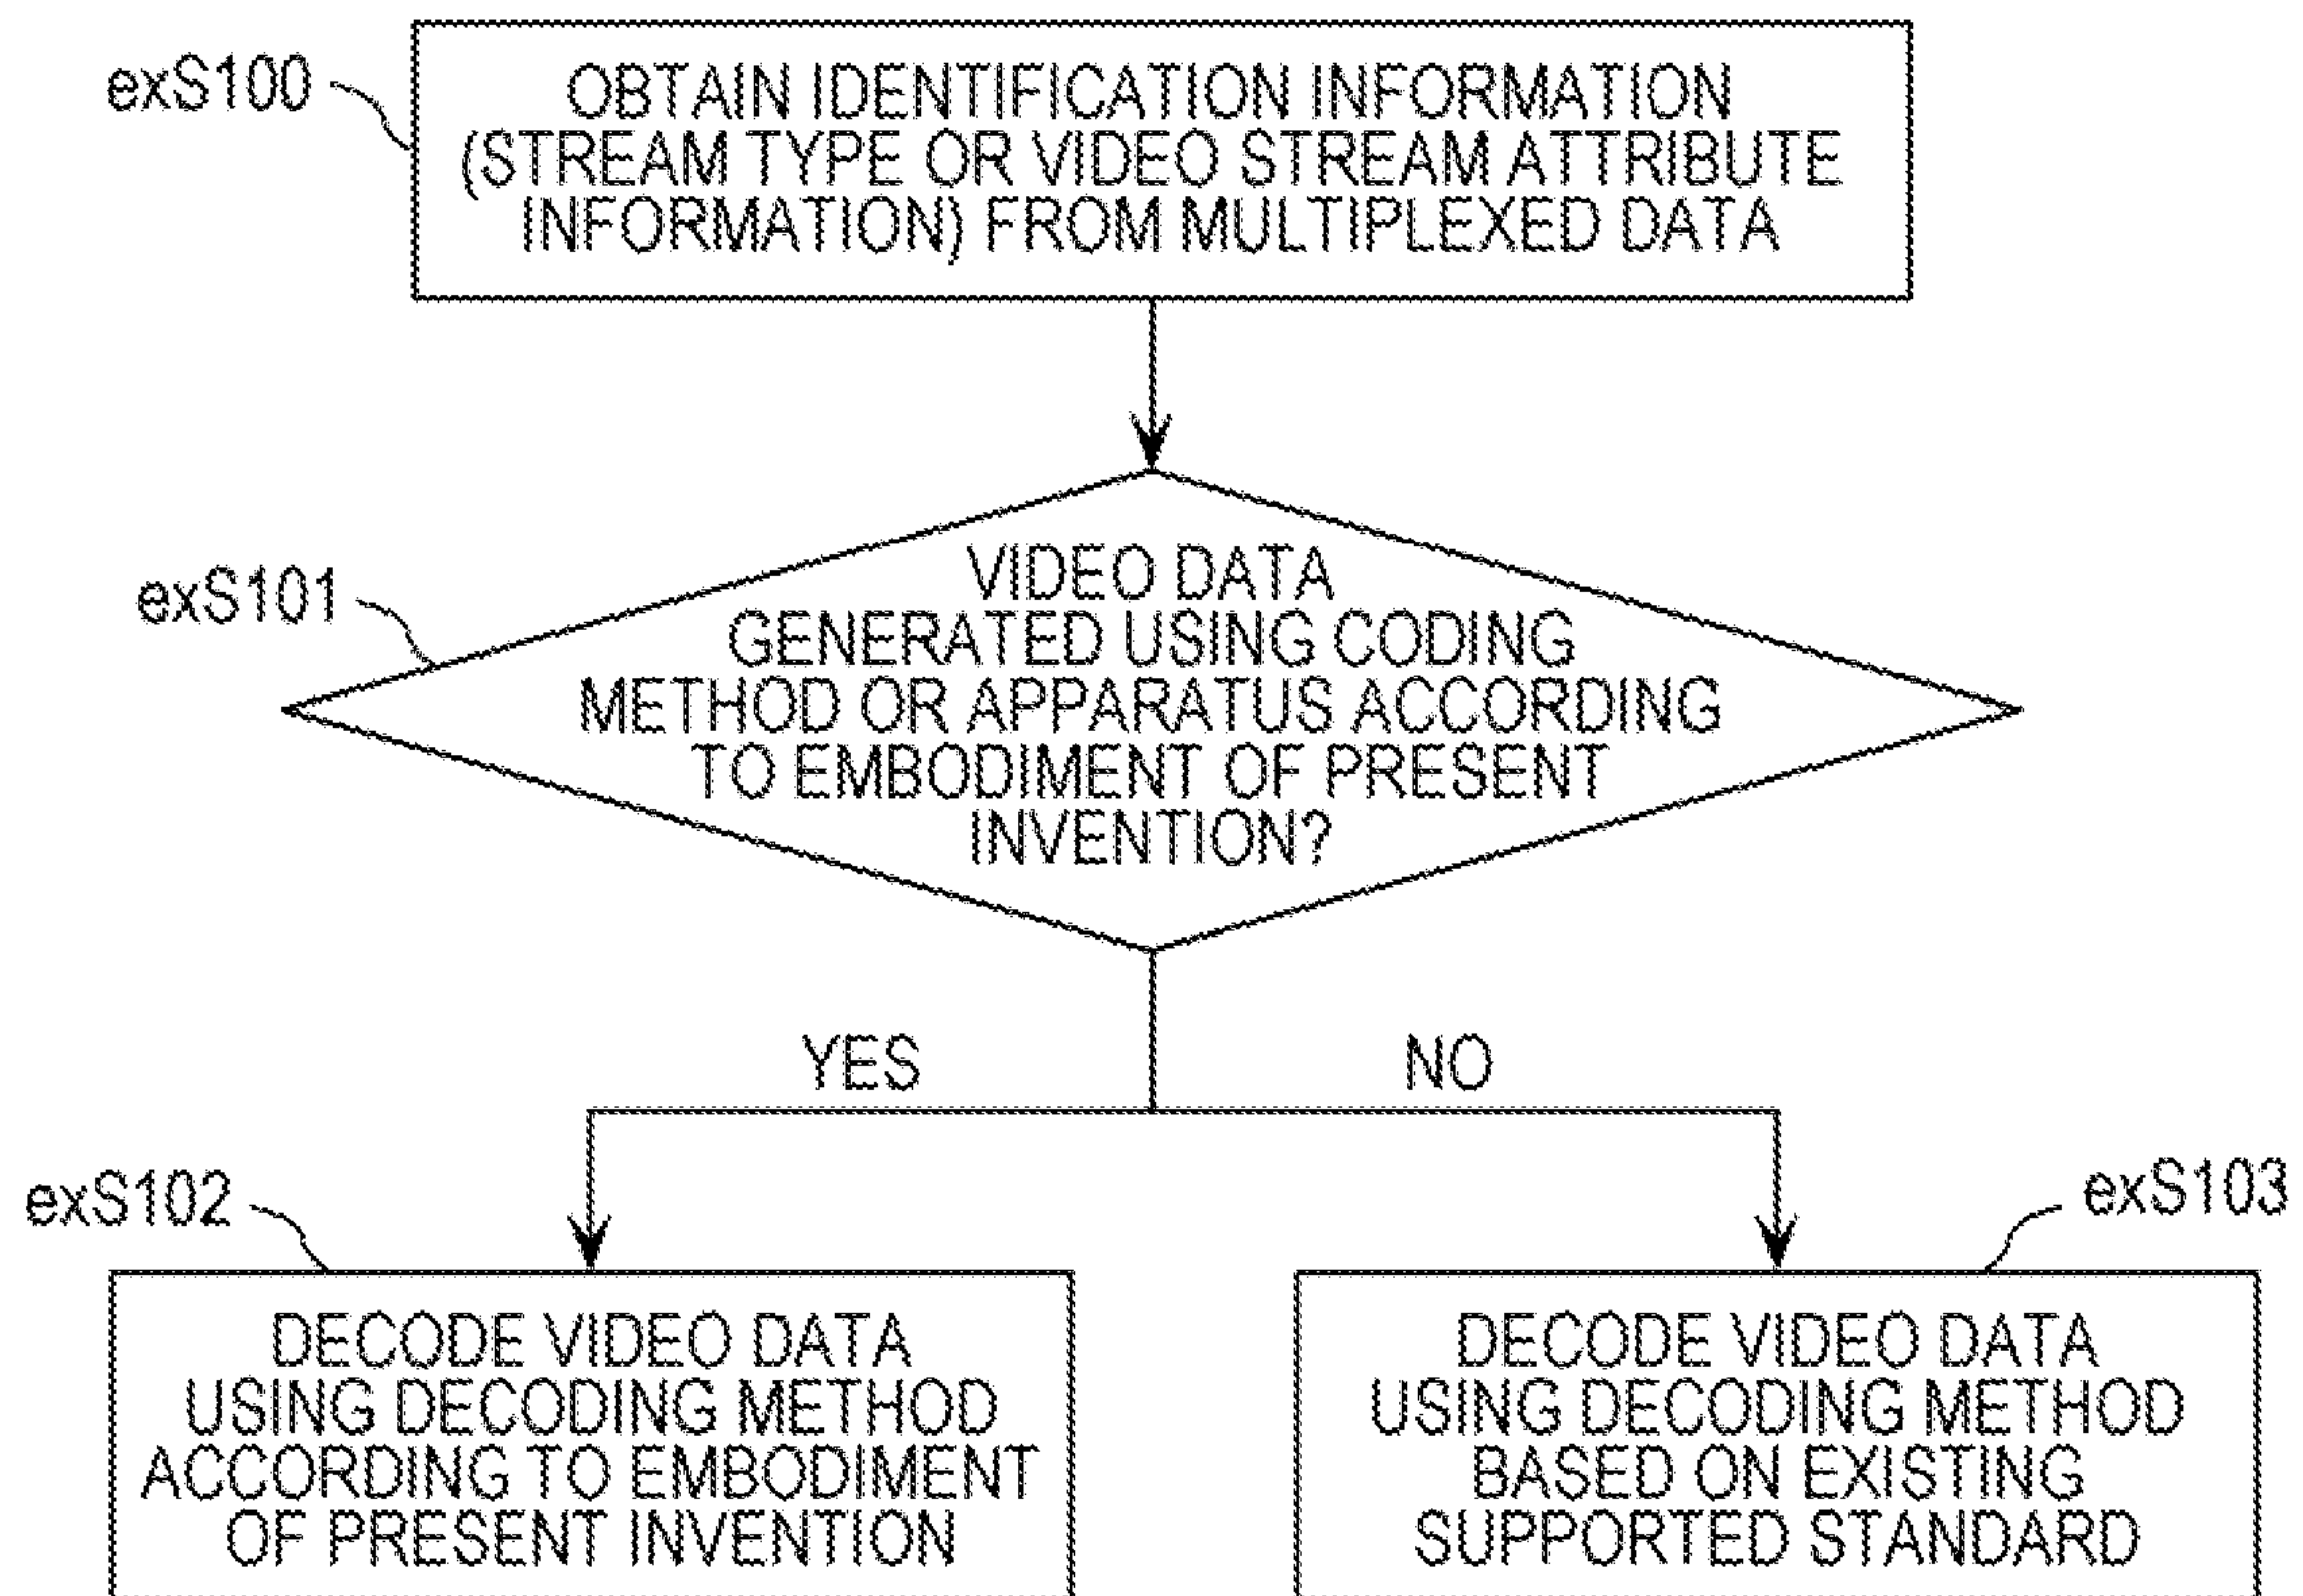 exS100
OBTAIN IDENTIFICATION INFORMATION
(STREAM TYPE OR VIDEO STREAM ATTRIBUTE
INFORMATION) FROM MULTIPLEXED DATA
exS101
VIDEO DATA
GENERATED USING CODING
METHOD OR APPARATUS ACCORDING
TO EMBODIMENT OF PRESENT
INVENTION?
YES
NO
exS102
DECODE VIDEO DATA
USING DECODING METHOD
ACCORDING TO EMBODIMENT
OF PRESENT INVENTION
exS103
DECODE VIDEO DATA
USING DECODING METHOD
BASED ON EXISTING
SUPPORTED STANDARD